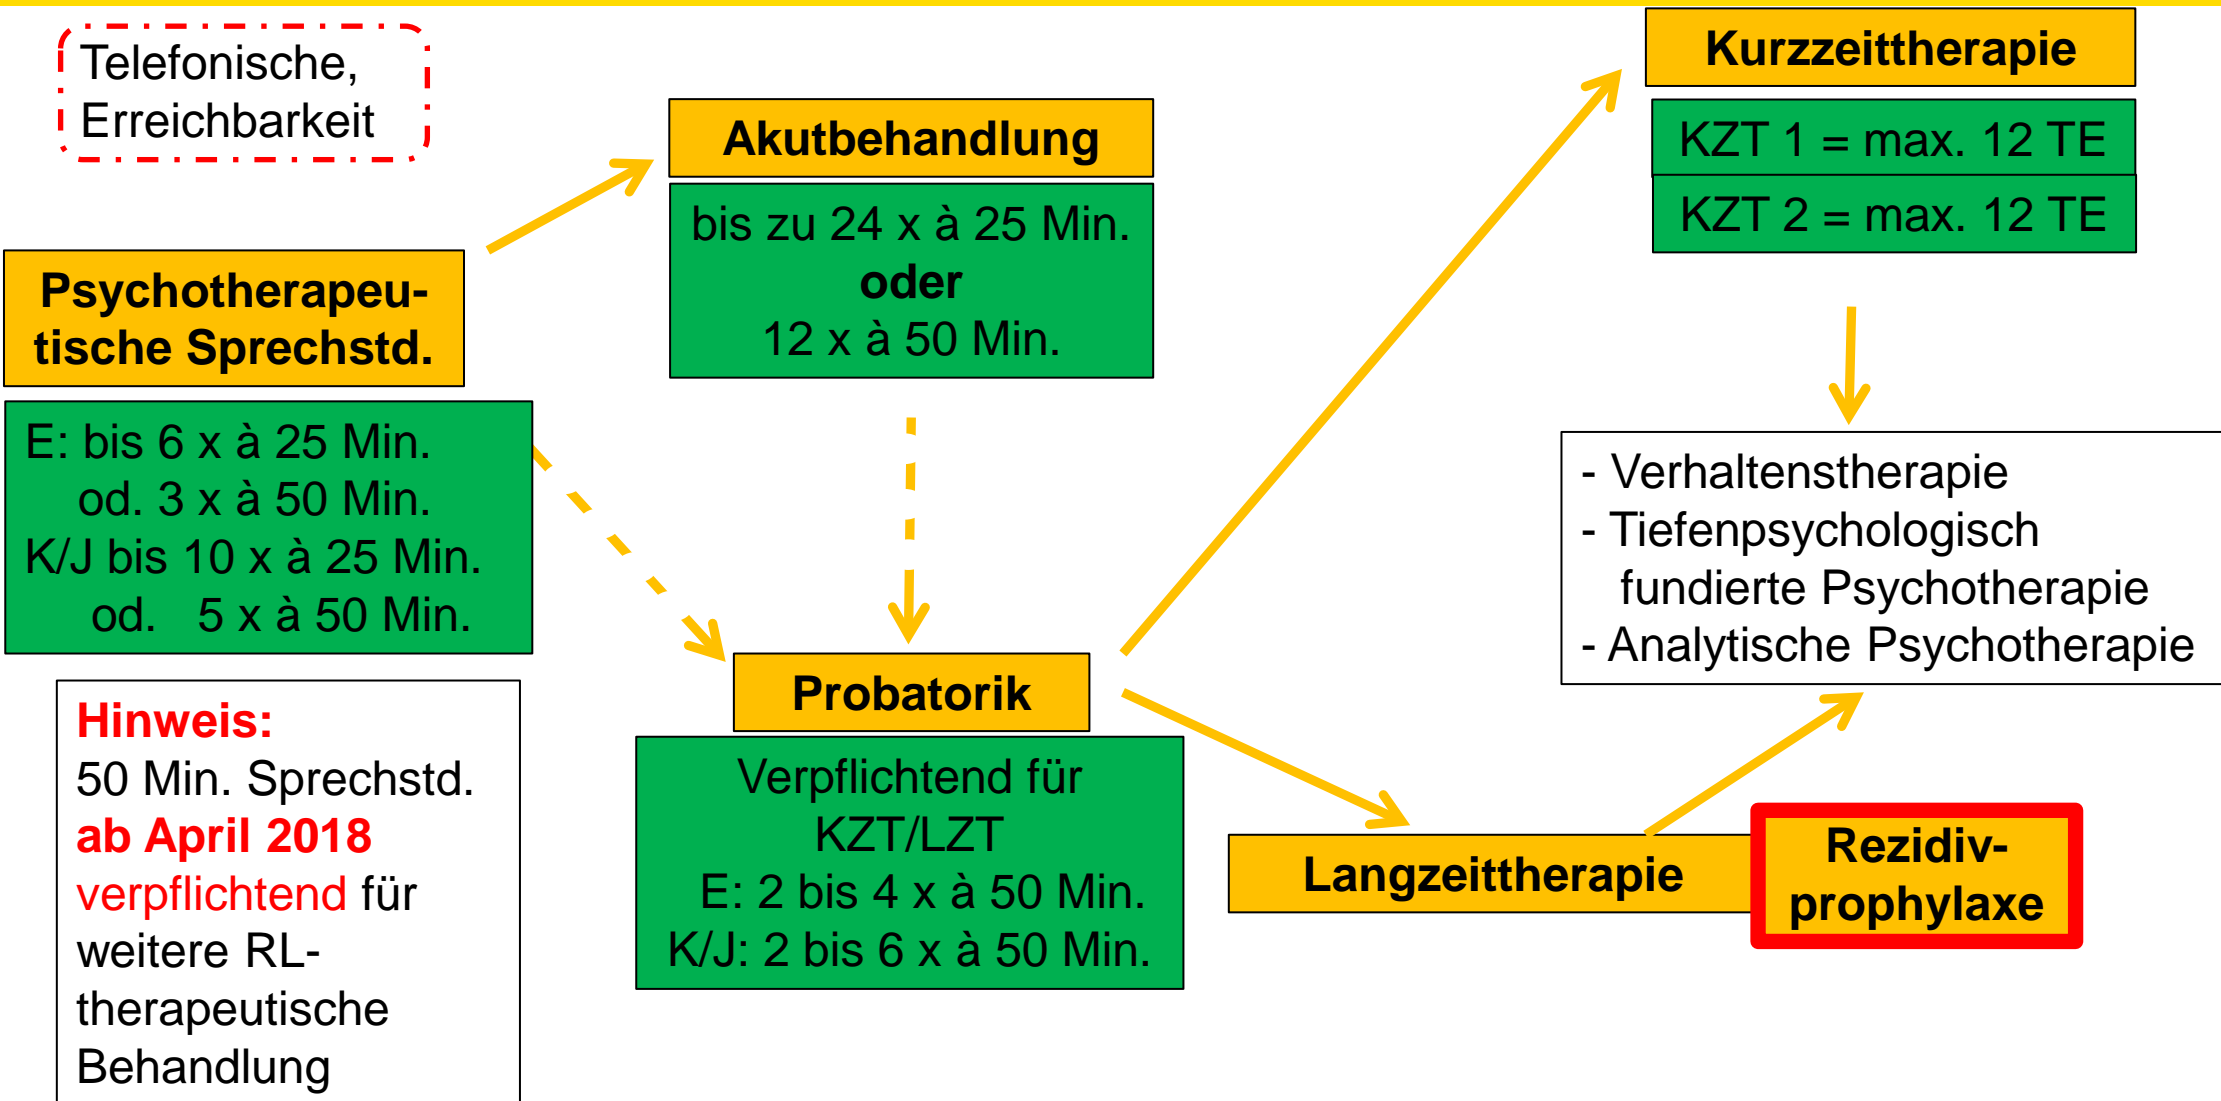 Telefonische,
Erreichbarkeit
Psychotherapeu-
tische Sprechstd.
E: bis 6 x à 25 Min.
od. 3 x à 50 Min.
K/J bis 10 x à 25 Min.
od. 5 x à 50 Min.
Hinweis:
50 Min. Sprechstd.
ab April 2018
verpflichtend für
weitere RL-
therapeutische
Behandlung
Akutbehandlung
bis zu 24 x à 25 Min.
oder
12 x à 50 Min.
Probatorik
Verpflichtend für
KZT/LZT
E: 2 bis 4 x à 50 Min.
K/J: 2 bis 6 x à 50 Min.
Kurzzeittherapie
KZT 1 = max. 12 TE
KZT 2 = max. 12 TE
- Verhaltenstherapie
- Tiefenpsychologisch
fundierte Psychotherapie
- Analytische Psychotherapie
Langzeittherapie
Rezidiv-
prophylaxe